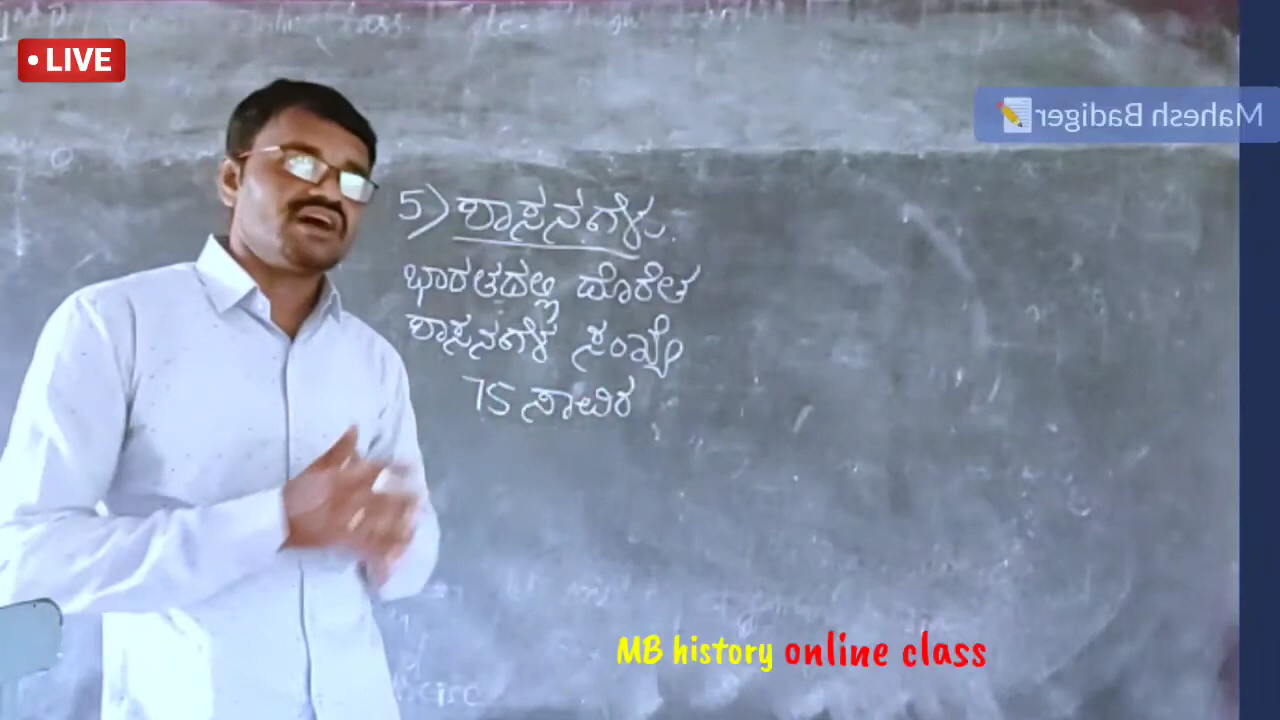 • LIVE
Mahesh Badiger
5) ಶಾಸನಗಳು.
ಭಾರತದಲ್ಲಿ ದೊರೆತ
ಶಾಸನಗಳ ಸಂಖ್ಯೆ
75 ಸಾವಿರ
MB history online class